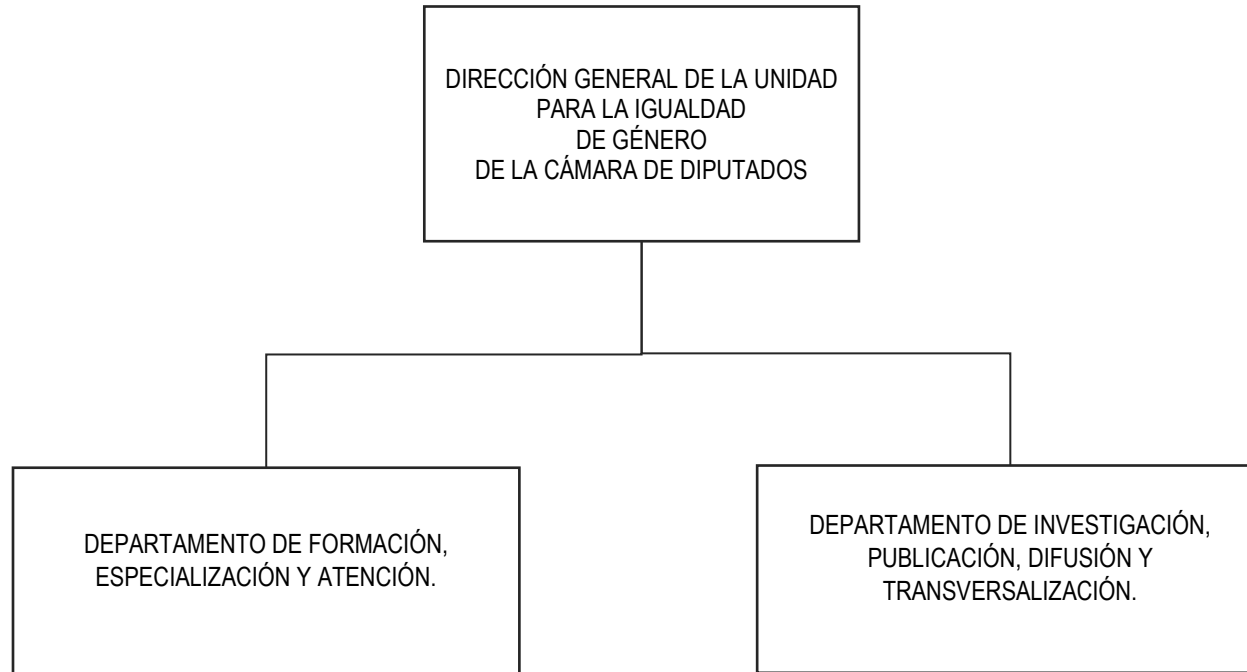 DIRECCIÓN GENERAL DE LA UNIDAD
PARA LA IGUALDAD
DE GÉNERO
DE LA CÁMARA DE DIPUTADOS
DEPARTAMENTO DE FORMACIÓN,
ESPECIALIZACIÓN Y ATENCIÓN.
DEPARTAMENTO DE INVESTIGACIÓN,
PUBLICACIÓN, DIFUSIÓN Y
TRANSVERSALIZACIÓN.